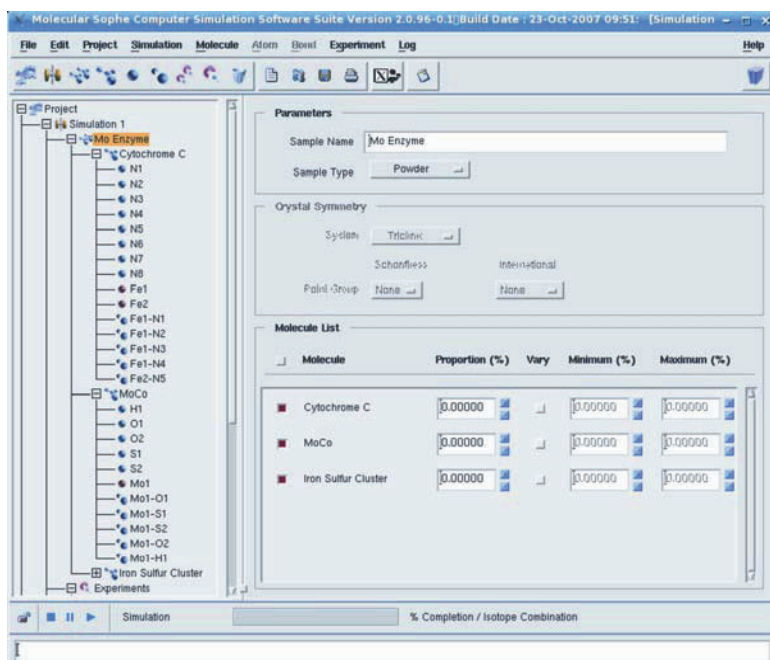 Molecular Sophe Computer Simulation Software Suite Version 2.0.96-0.1 Build Date : 23-Oct-2007 09:51: [Simulation
File Edit Project Simulation Molecule Atom Bond Experiment Log Help
Project
Simulation 1
Mo Enzyme
Cytochrome C
N1
N2
N3
N4
N5
N6
N7
N8
Fe1
Fe2
Fe1-N1
Fe1-N2
Fe1-N3
Fe1-N4
Fe2-N5
MoCo
H1
O1
O2
S1
S2
Mo1
Mo1-O1
Mo1-S1
Mo1-S2
Mo1-O2
Mo1-H1
Iron Sulfur Cluster
Experiments
Parameters
Sample Name Mo Enzyme
Sample Type Powder
Crystal Symmetry
System Triclinic
Schonfliess International
Point Group None None
Molecule List
Molecule Proportion (%) Vary Minimum (%) Maximum (%)
Cytochrome C 0.00000 0.00000 0.00000
MoCo 0.00000 0.00000 0.00000
Iron Sulfur Cluster 0.00000 0.00000 0.00000
Simulation % Completion / Isotope Combination